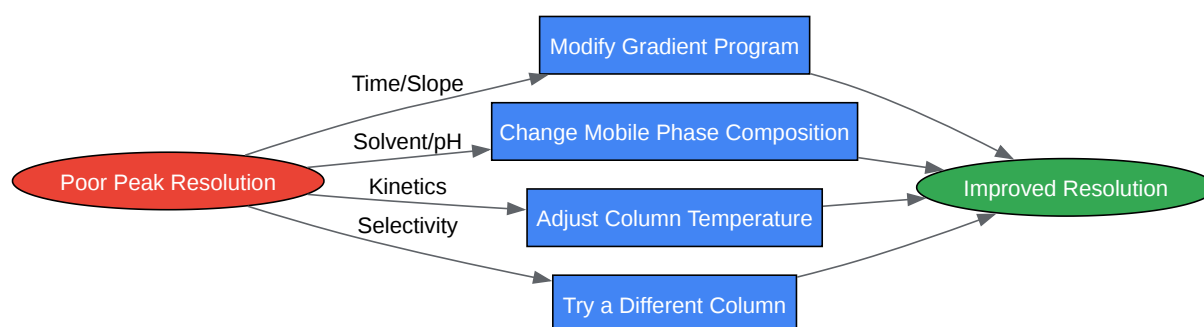 Modify Gradient Program
Time/Slope
Change Mobile Phase Composition
Solvent/pH
Poor Peak Resolution
Improved Resolution
Kinetics
Adjust Column Temperature
Selectivity
Try a Different Column